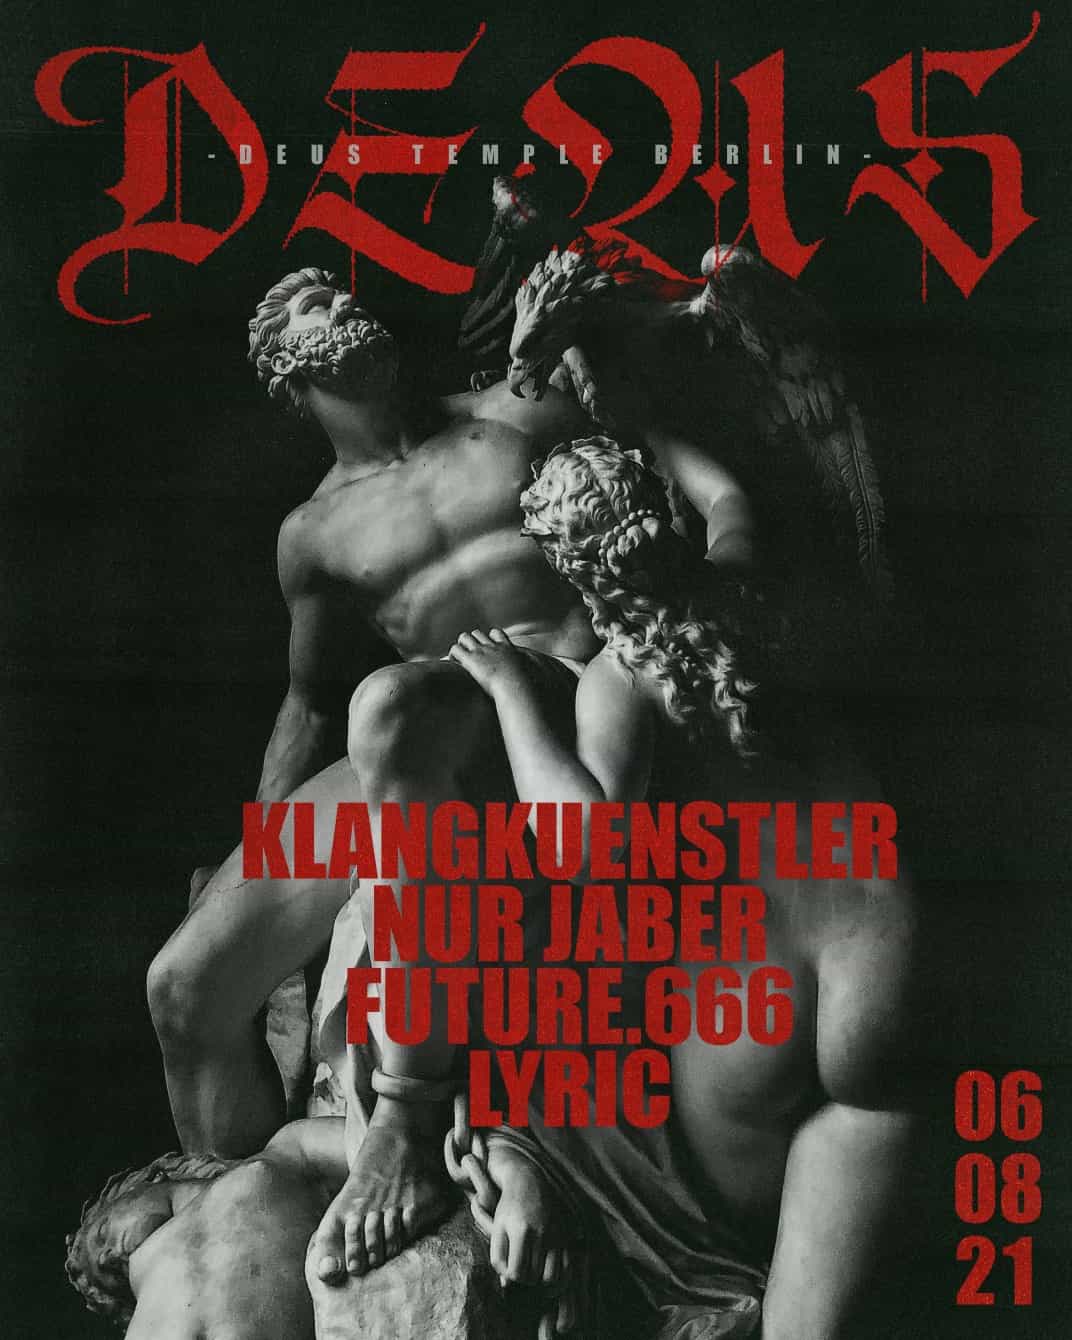 DEUS
-DEUS TEMPLE BERLIN-
KLANGKUENSTLER
NUR JABER
FUTURE.666
LYRIC
06
08
21